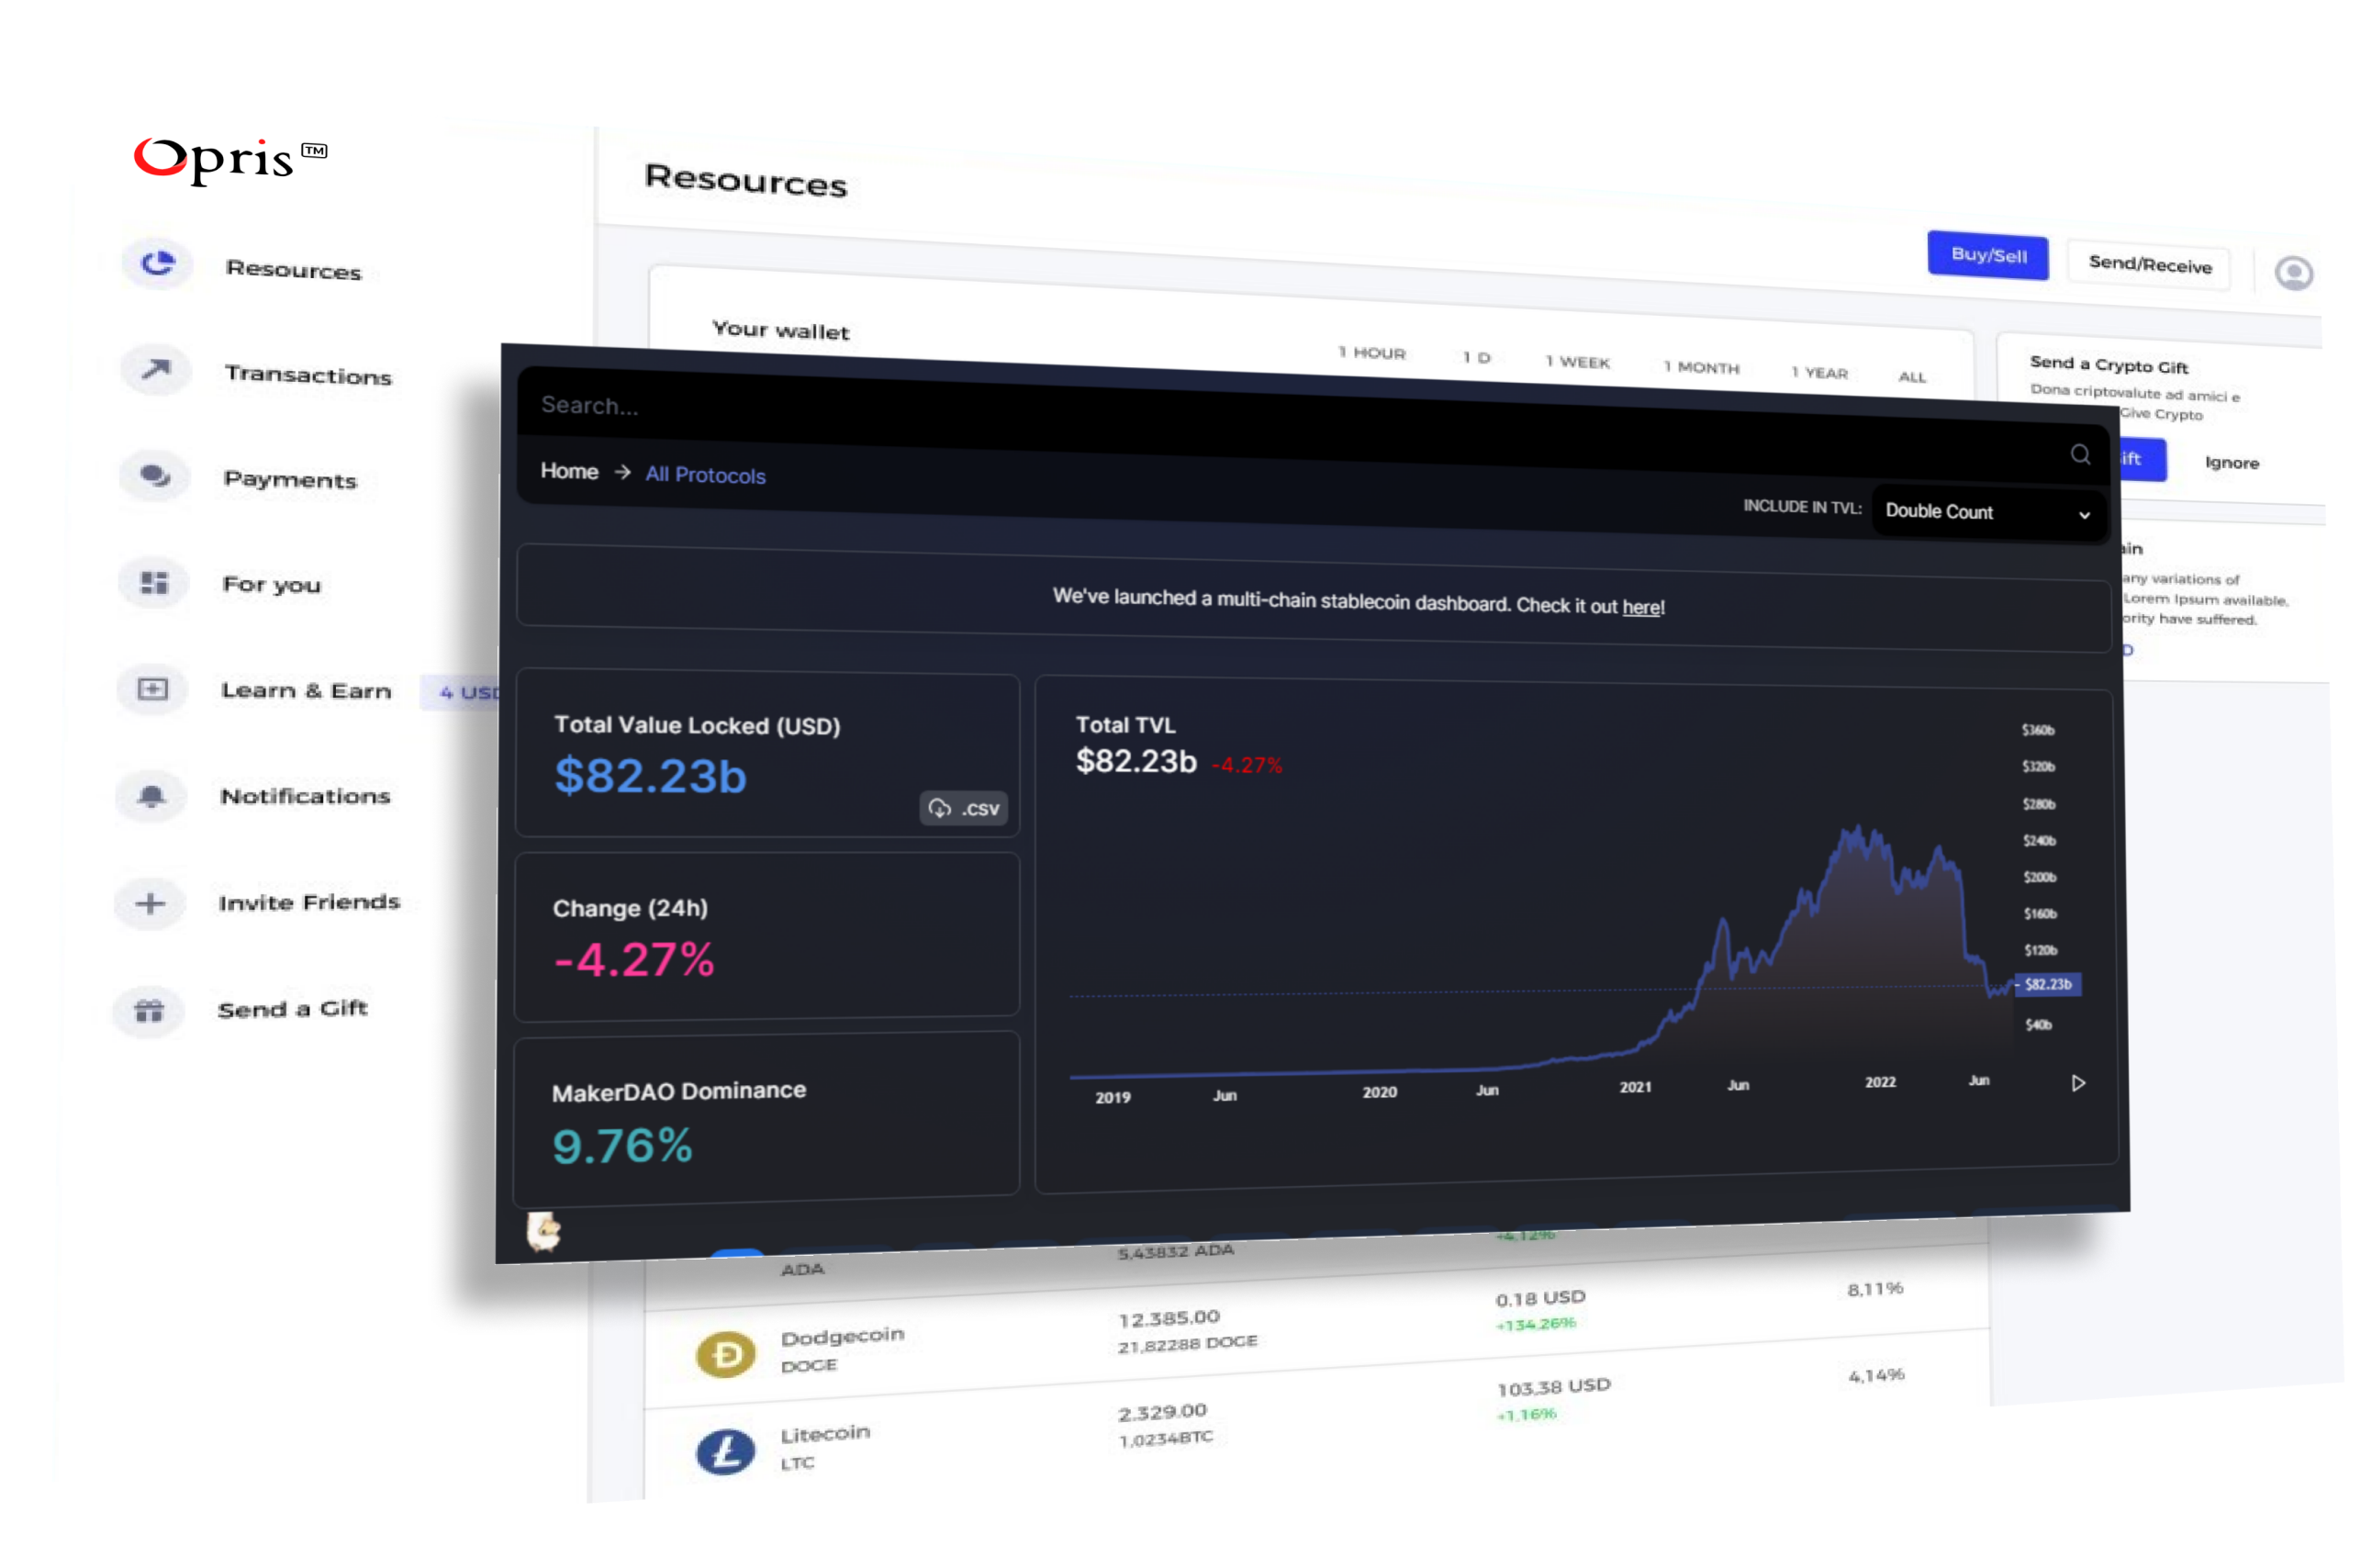 Opris TM
Resources
Transactions
Payments
For you
Learn & Earn
4 USD
Notifications
Invite Friends
Send a Gift
Resources
Buy/Sell
Send/Receive
Your wallet
1 HOUR
1 D
1 WEEK
1 MONTH
1 YEAR
ALL
Send a Crypto Gift
Dona criptovalute ad amici e
Give Crypto
Ignore
any variations of
Lorem Ipsum available,
have suffered.
Search...
Home → All Protocols
INCLUDE IN TVL:
Double Count
We've launched a multi-chain stablecoin dashboard. Check it out here!
Total Value Locked (USD)
$82.23b
.csv
Change (24h)
-4.27%
MakerDAO Dominance
9.76%
Total TVL
$82.23b -4.27%
$360b
$320b
$280b
$240b
$200b
$160b
$120b
$82.23b
$40b
2019
Jun
2020
Jun
2021
Jun
2022
Jun
ADA
5,43832 ADA
+4,12%
Dodgecoin
DOGE
12.385.00
21,82288 DOGE
0.18 USD
+134.26%
8,11%
Litecoin
LTC
2.329.00
1,0234BTC
103.38 USD
+1,16%
4,14%